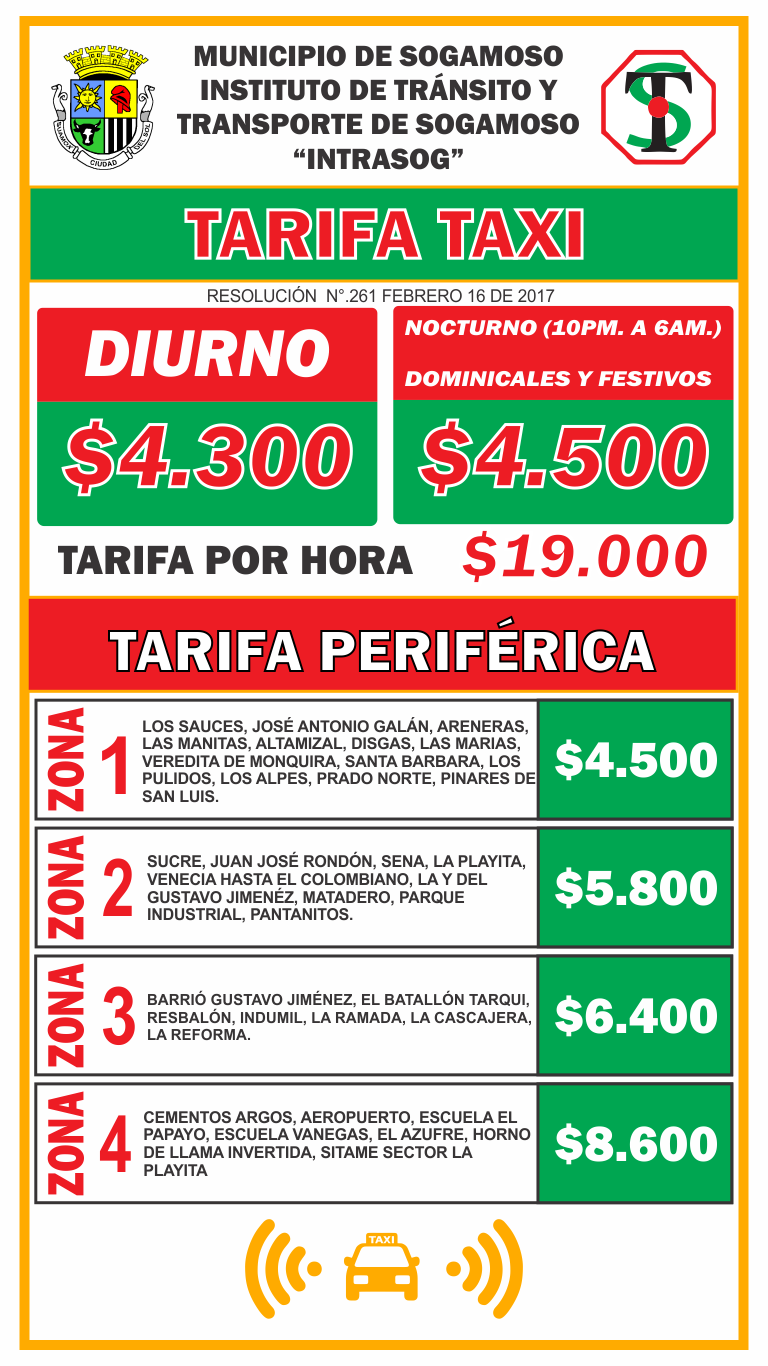 MUNICIPIO DE SOGAMOSO
INSTITUTO DE TRÁNSITO Y
TRANSPORTE DE SOGAMOSO
“INTRASOG”
SUAMOX
CIUDAD
DEL SOL
ST
TARIFA TAXI
RESOLUCIÓN N°.261 FEBRERO 16 DE 2017
DIURNO
$4.300
NOCTURNO (10PM. A 6AM.)
DOMINICALES Y FESTIVOS
$4.500
TARIFA POR HORA $19.000
TARIFA PERIFÉRICA
ZONA 1
LOS SAUCES, JOSÉ ANTONIO GALÁN, ARENERAS,
LAS MANITAS, ALTAMIZAL, DISGAS, LAS MARIAS,
VEREDITA DE MONQUIRA, SANTA BARBARA, LOS
PULIDOS, LOS ALPES, PRADO NORTE, PINARES DE
SAN LUIS.
$4.500
ZONA 2
SUCRE, JUAN JOSÉ RONDÓN, SENA, LA PLAYITA,
VENECIA HASTA EL COLOMBIANO, LA Y DEL
GUSTAVO JIMENÉZ, MATADERO, PARQUE
INDUSTRIAL, PANTANITOS.
$5.800
ZONA 3
BARRIÓ GUSTAVO JIMÉNEZ, EL BATALLÓN TARQUI,
RESBALÓN, INDUMIL, LA RAMADA, LA CASCAJERA,
LA REFORMA.
$6.400
ZONA 4
CEMENTOS ARGOS, AEROPUERTO, ESCUELA EL
PAPAYO, ESCUELA VANEGAS, EL AZUFRE, HORNO
DE LLAMA INVERTIDA, SITAME SECTOR LA
PLAYITA
$8.600
TAXI